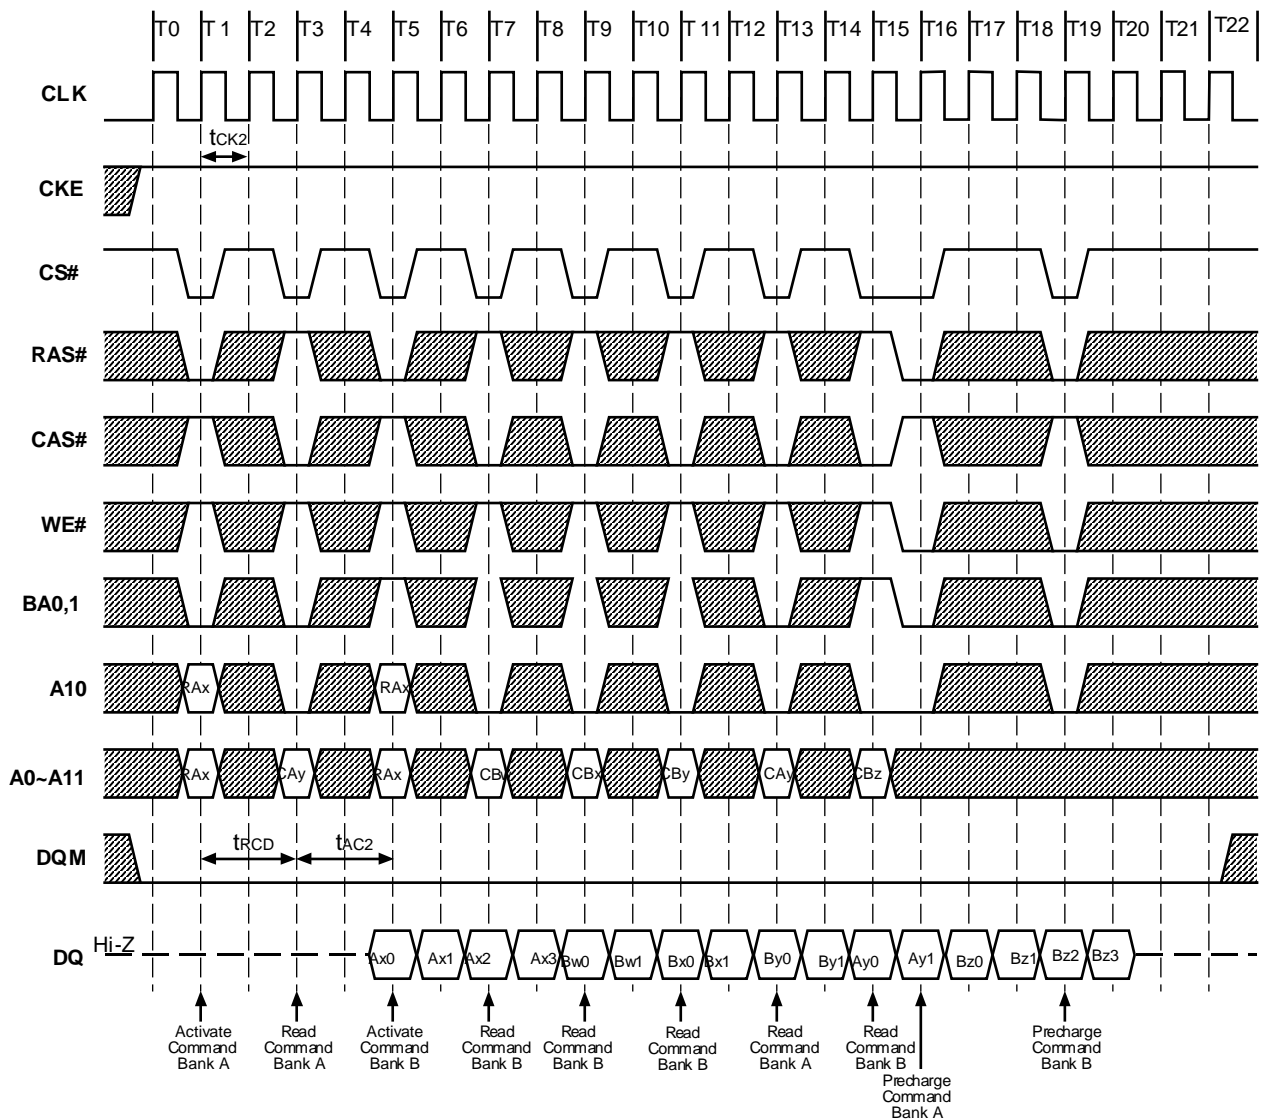 T0 T 1 T2 T3 T4 T5 T6 T7 T8 T9 T10 T 11 T12 T13 T14 T15 T16 T17 T18 T19 T20 T21 T22
CLK
tCK2
CKE
CS#
RAS#
CAS#
WE#
BA0,1
A10
RAx RAx
A0~A11
RAx CAy RAx CBx CBy CAy CBz
DQM
tRCD tAC2
DQ
Hi-Z
Ax0 Ax1 Ax2 Ax3 Bw0 Bw1 Bx0 Bx1 By0 By1 Ay0 Ay1 Bz0 Bz1 Bz2 Bz3
Activate
Command
Bank A
Read
Command
Bank A
Activate
Command
Bank B
Read
Command
Bank B
Read
Command
Bank B
Read
Command
Bank B
Read
Command
Bank A
Read
Command
Bank B
Precharge
Command
Bank A
Precharge
Command
Bank B